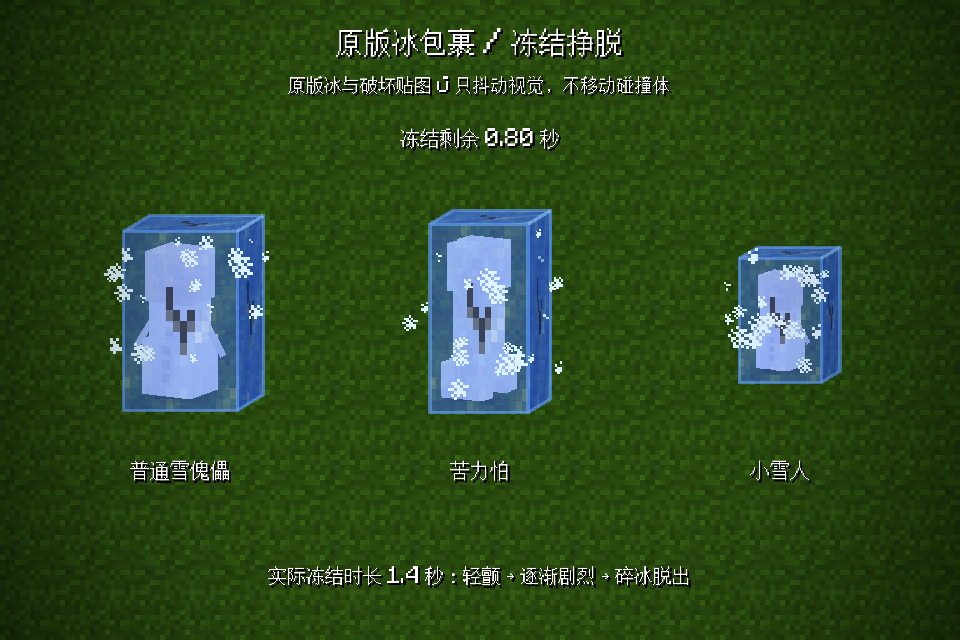 原版冰包裹 / 冻结挣脱
原版冰与破坏贴图 Ü 只抖动视觉，不移动碰撞体
冻结剩余 0.80 秒
普通雪傀儡
苦力怕
小雪人
实际冻结时长 1.4 秒：轻颤 → 逐渐剧烈 → 碎冰脱出